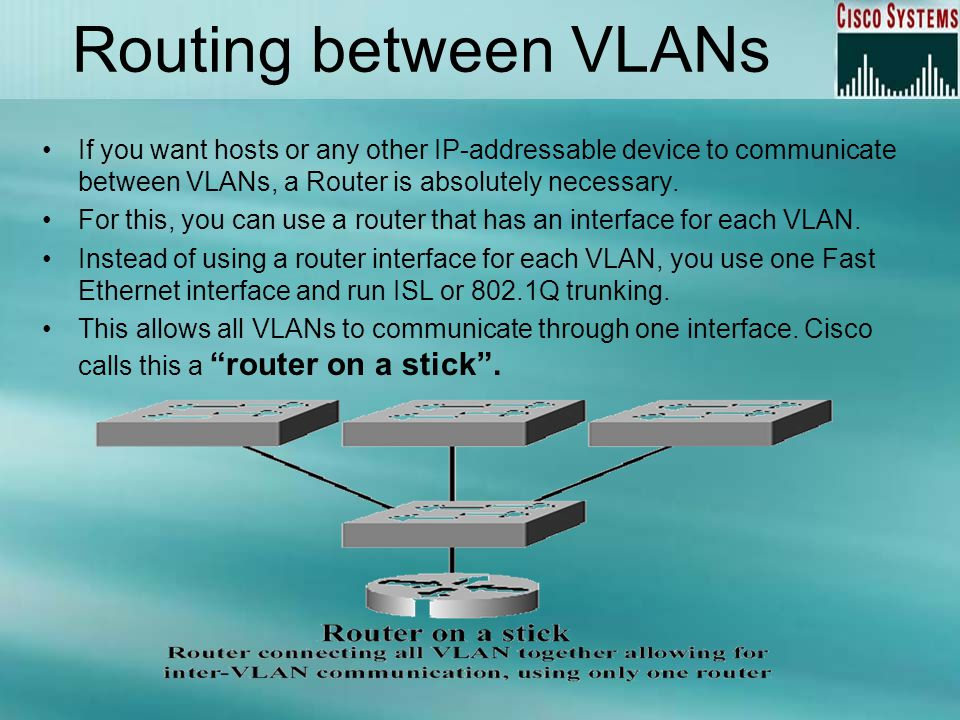 Routing between VLANs
CISCO SYSTEMS
• If you want hosts or any other IP-addressable device to communicate
between VLANs, a Router is absolutely necessary.
• For this, you can use a router that has an interface for each VLAN.
• Instead of using a router interface for each VLAN, you use one Fast
Ethernet interface and run ISL or 802.1Q trunking.
• This allows all VLANs to communicate through one interface. Cisco
calls this a “router on a stick”.
Router on a stick
Router connecting all VLAN together allowing for
inter-VLAN communication, using only one router